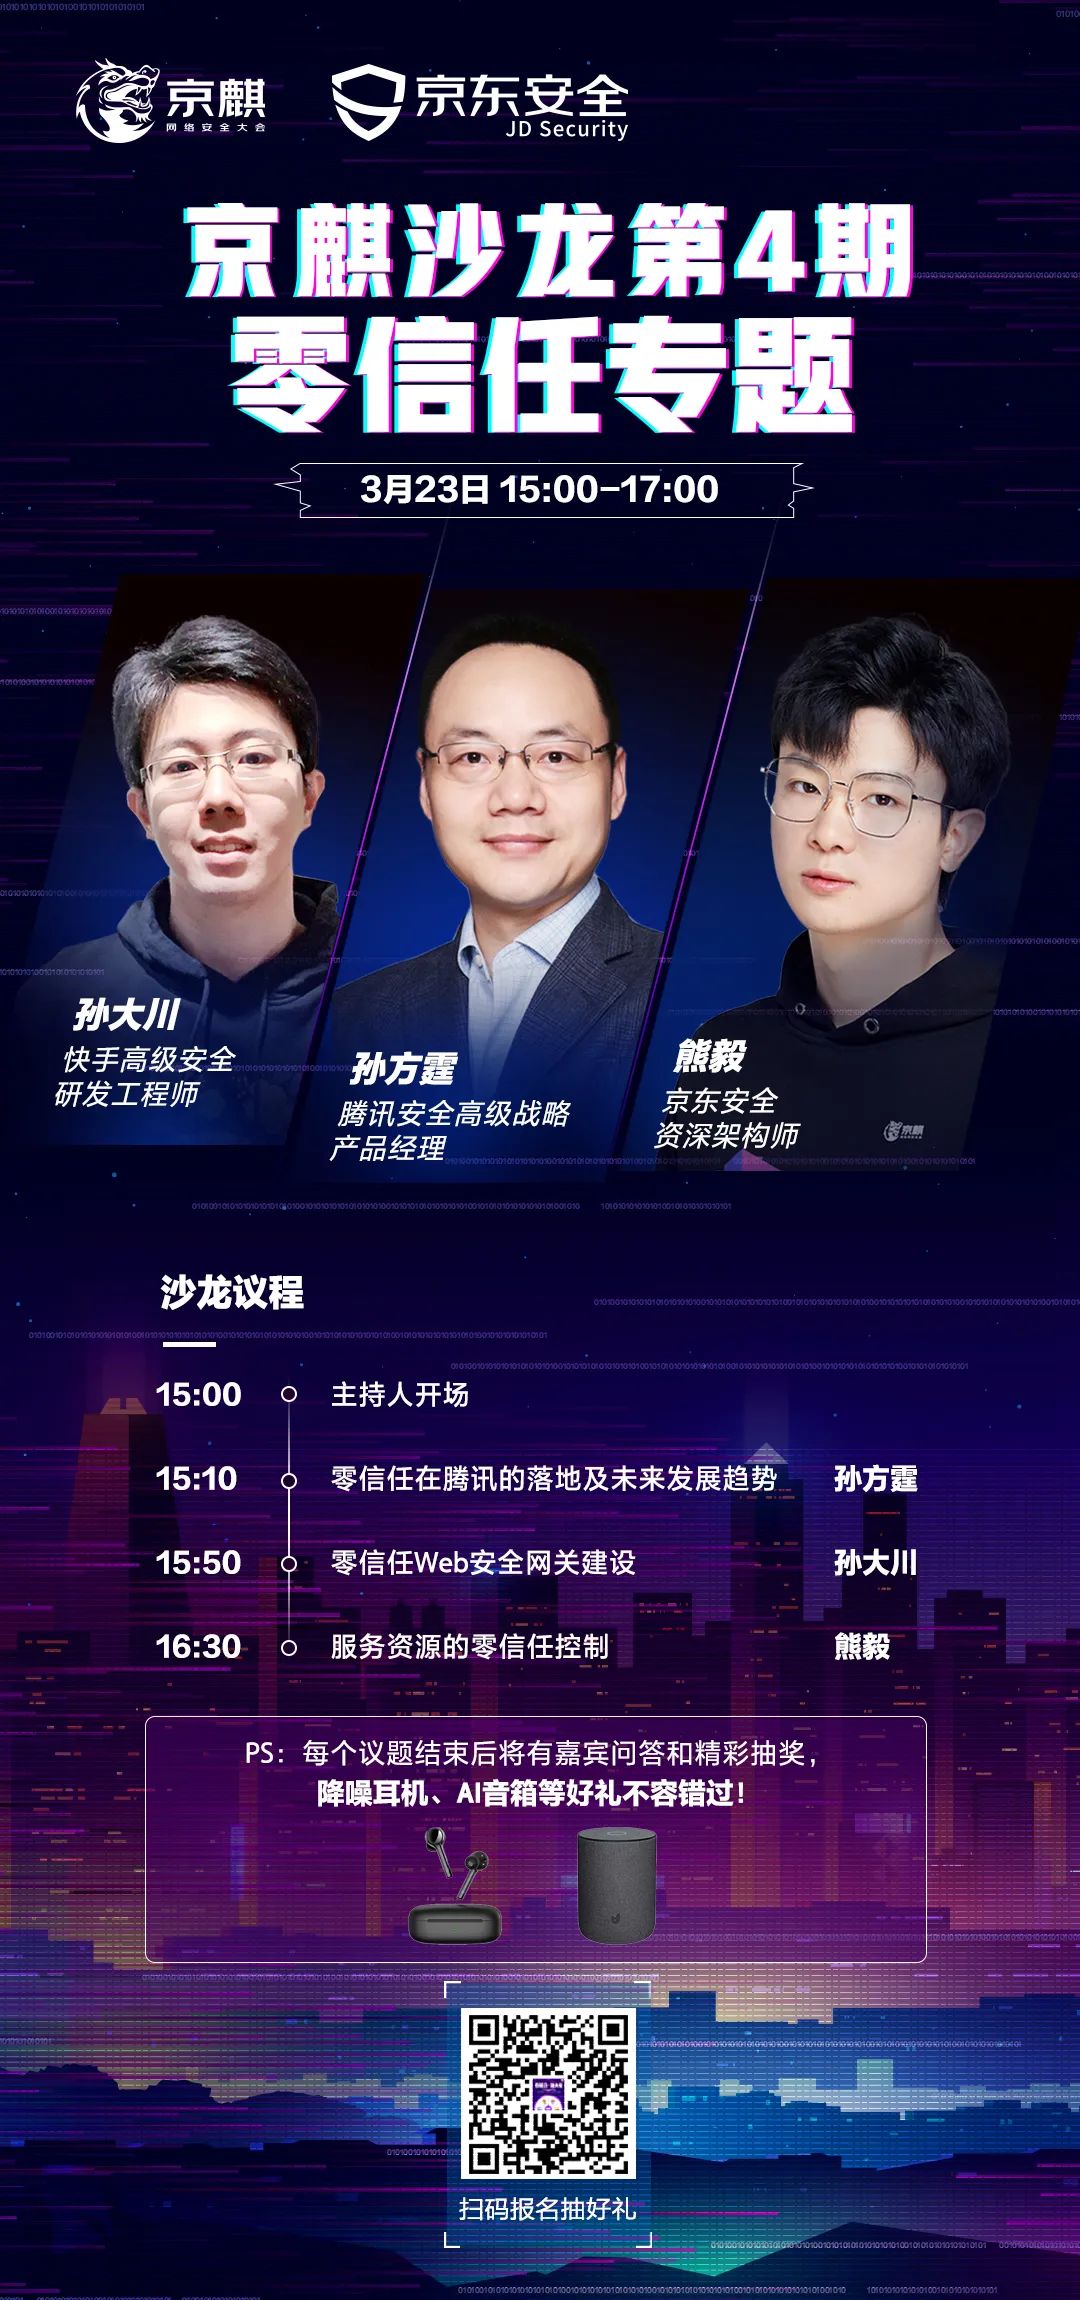 京麒
网络安全大会
京东安全
JD Security
京麒沙龙第4期
零信任专题
3月23日 15:00-17:00
孙大川
快手高级安全
研发工程师
孙方霆
腾讯安全高级战略
产品经理
熊毅
京东安全
资深架构师
京麒
沙龙议程
15:00 主持人开场
15:10 零信任在腾讯的落地及未来发展趋势 孙方霆
15:50 零信任Web安全网关建设 孙大川
16:30 服务资源的零信任控制 熊毅
PS：每个议题结束后将有嘉宾问答和精彩抽奖，
降噪耳机、AI音箱等好礼不容错过！
扫码报名抽好礼